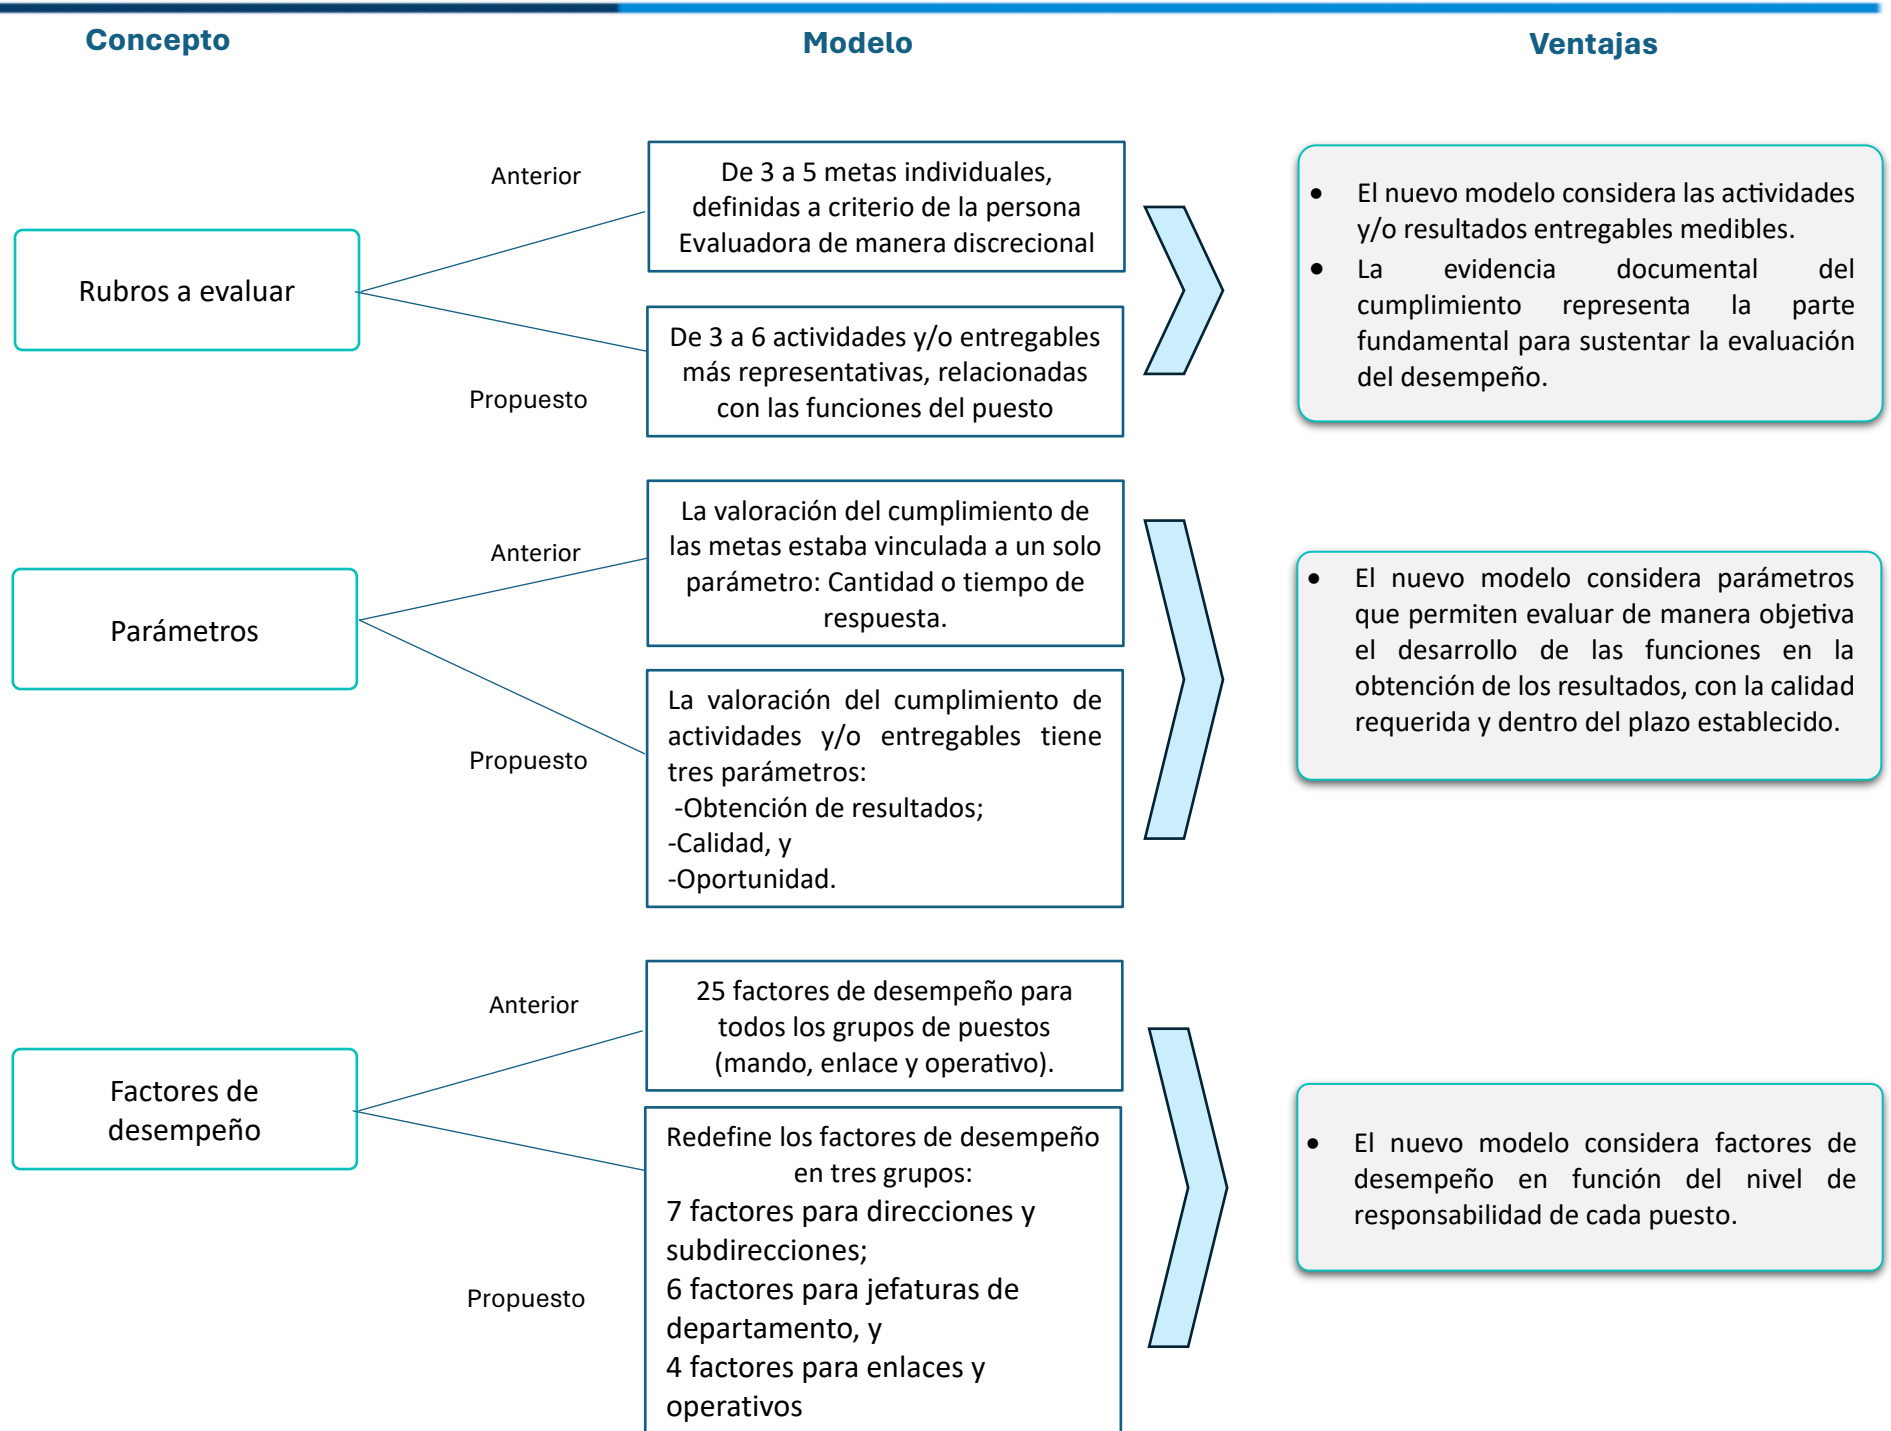 Concepto
Modelo
Ventajas
Rubros a evaluar
Anterior
De 3 a 5 metas individuales,
definidas a criterio de la persona
Evaluadora de manera discrecional
Propuesto
De 3 a 6 actividades y/o entregables
más representativas, relacionadas
con las funciones del puesto
• El nuevo modelo considera las actividades
y/o resultados entregables medibles.
• La evidencia documental del
cumplimiento representa la parte
fundamental para sustentar la evaluación
del desempeño.
Parámetros
Anterior
La valoración del cumplimiento de
las metas estaba vinculada a un solo
parámetro: Cantidad o tiempo de
respuesta.
Propuesto
La valoración del cumplimiento de
actividades y/o entregables tiene
tres parámetros:
-Obtención de resultados;
-Calidad, y
-Oportunidad.
• El nuevo modelo considera parámetros
que permiten evaluar de manera objetiva
el desarrollo de las funciones en la
obtención de los resultados, con la calidad
requerida y dentro del plazo establecido.
Factores de
desempeño
Anterior
25 factores de desempeño para
todos los grupos de puestos
(mando, enlace y operativo).
Propuesto
Redefine los factores de desempeño
en tres grupos:
7 factores para direcciones y
subdirecciones;
6 factores para jefaturas de
departamento, y
4 factores para enlaces y
operativos
• El nuevo modelo considera factores de
desempeño en función del nivel de
responsabilidad de cada puesto.